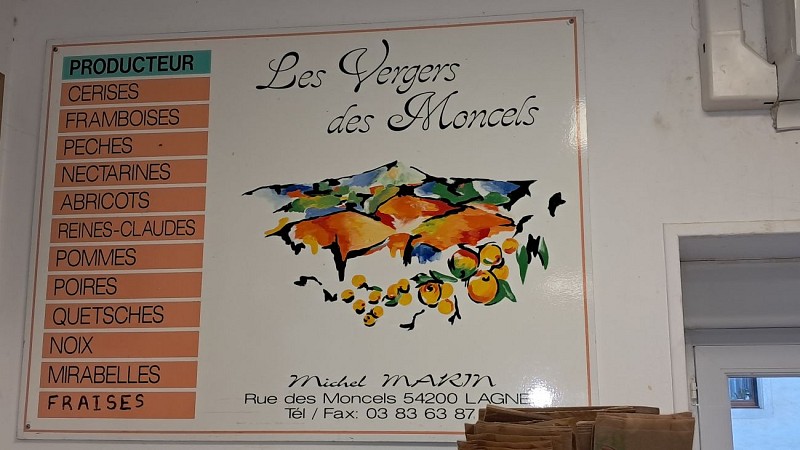 PRODUCTEUR
CERISES
FRAMBOISES
PECHES
NECTARINES
ABRICOTS
REINES-CLAUDES
POMMES
POIRES
QUETSCHES
NOIX
MIRABELLES
FRAISES
Les Vergers
des Moncels
Michel MARIN
Rue des Moncels 54200 LAGNE
Tél / Fax: 03 83 63 87